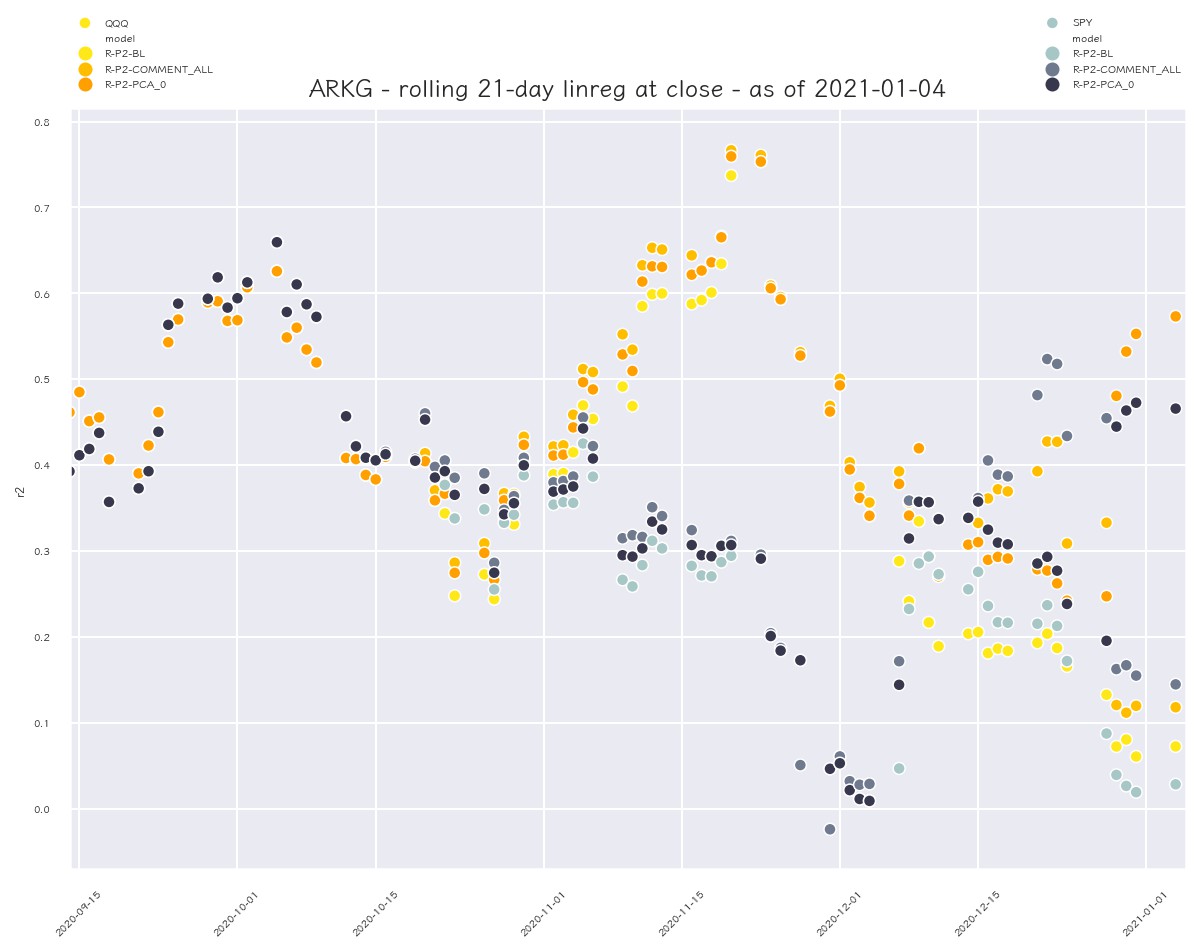 QQQ
model
R-P2-BL
R-P2-COMMENT_ALL
R-P2-PCA_0
SPY
model
R-P2-BL
R-P2-COMMENT_ALL
R-P2-PCA_0
ARKG - rolling 21-day linreg at close - as of 2021-01-04
0.8
0.7
0.6
0.5
0.4
0.3
0.2
0.1
0.0
r2
2020-09-15
2020-10-01
2020-10-15
2020-11-01
2020-11-15
2020-12-01
2020-12-15
2021-01-01